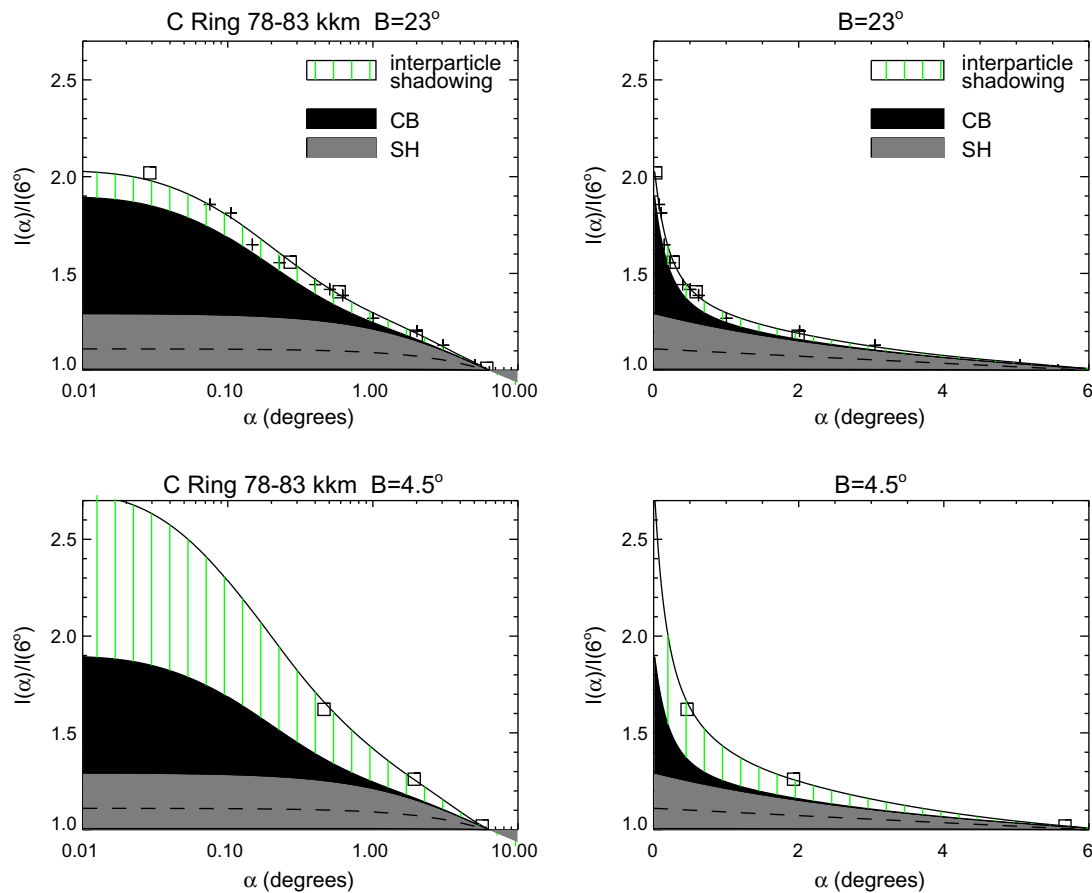 C Ring 78-83 kkm B=23°
interparticle
shadowing
CB
SH
I(α)/I(6°)
2.5
2.0
1.5
1.0
0.01
0.10
1.00
10.00
α (degrees)
B=23°
interparticle
shadowing
CB
SH
I(α)/I(6°)
2.5
2.0
1.5
1.0
0
2
4
6
α (degrees)
C Ring 78-83 kkm B=4.5°
I(α)/I(6°)
2.5
2.0
1.5
1.0
0.01
0.10
1.00
10.00
α (degrees)
B=4.5°
I(α)/I(6°)
2.5
2.0
1.5
1.0
0
2
4
6
α (degrees)